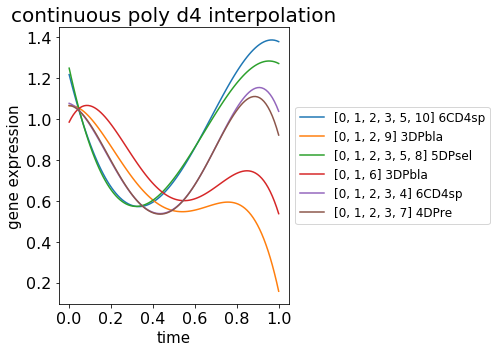 continuous poly d4 interpolation
gene expression
1.4
1.2
1.0
0.8
0.6
0.4
0.2
0.0 0.2 0.4 0.6 0.8 1.0
time
[0, 1, 2, 3, 5, 10] 6CD4sp
[0, 1, 2, 9] 3DPbla
[0, 1, 2, 3, 5, 8] 5DPsel
[0, 1, 6] 3DPbla
[0, 1, 2, 3, 4] 6CD4sp
[0, 1, 2, 3, 7] 4DPre